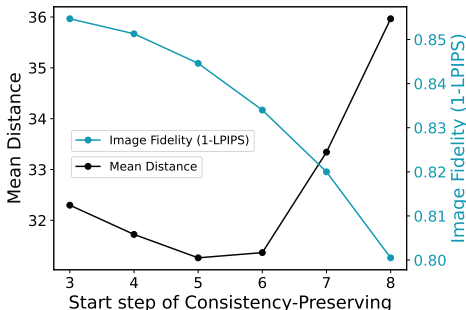 Mean Distance
36
35
34
33
32
Image Fidelity (1-LPIPS)
Mean Distance
3 4 5 6 7 8
Start step of Consistency-Preserving
0.85
0.84
0.83
0.82
0.81
0.80
Image Fidelity (1-LPIPS)